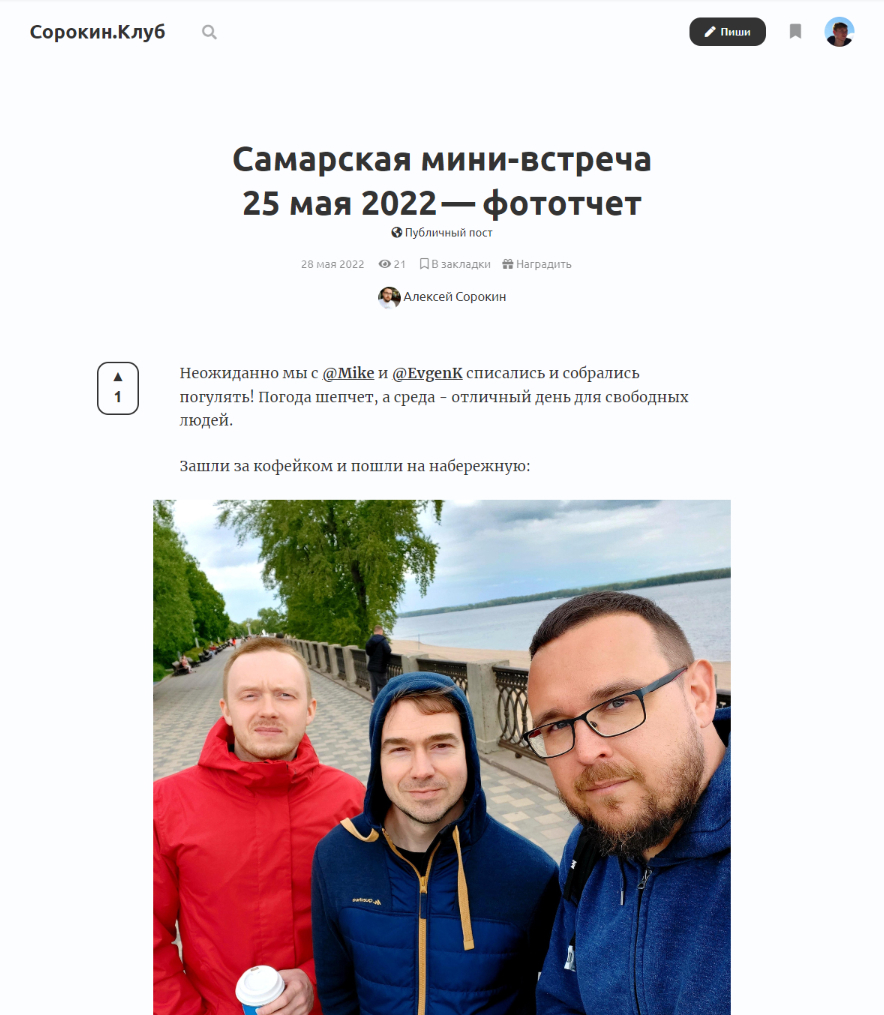 Сорокин.Клуб
Пиши
Самарская мини-встреча
25 мая 2022 — фототчет
Публичный пост
28 мая 2022 21 В закладки Наградить
Алексей Сорокин
▲
1
Неожиданно мы с @Mike и @EvgenK списались и собрались
погулять! Погода шепчет, а среда - отличный день для свободных
людей.
Зашли за кофейком и пошли на набережную: